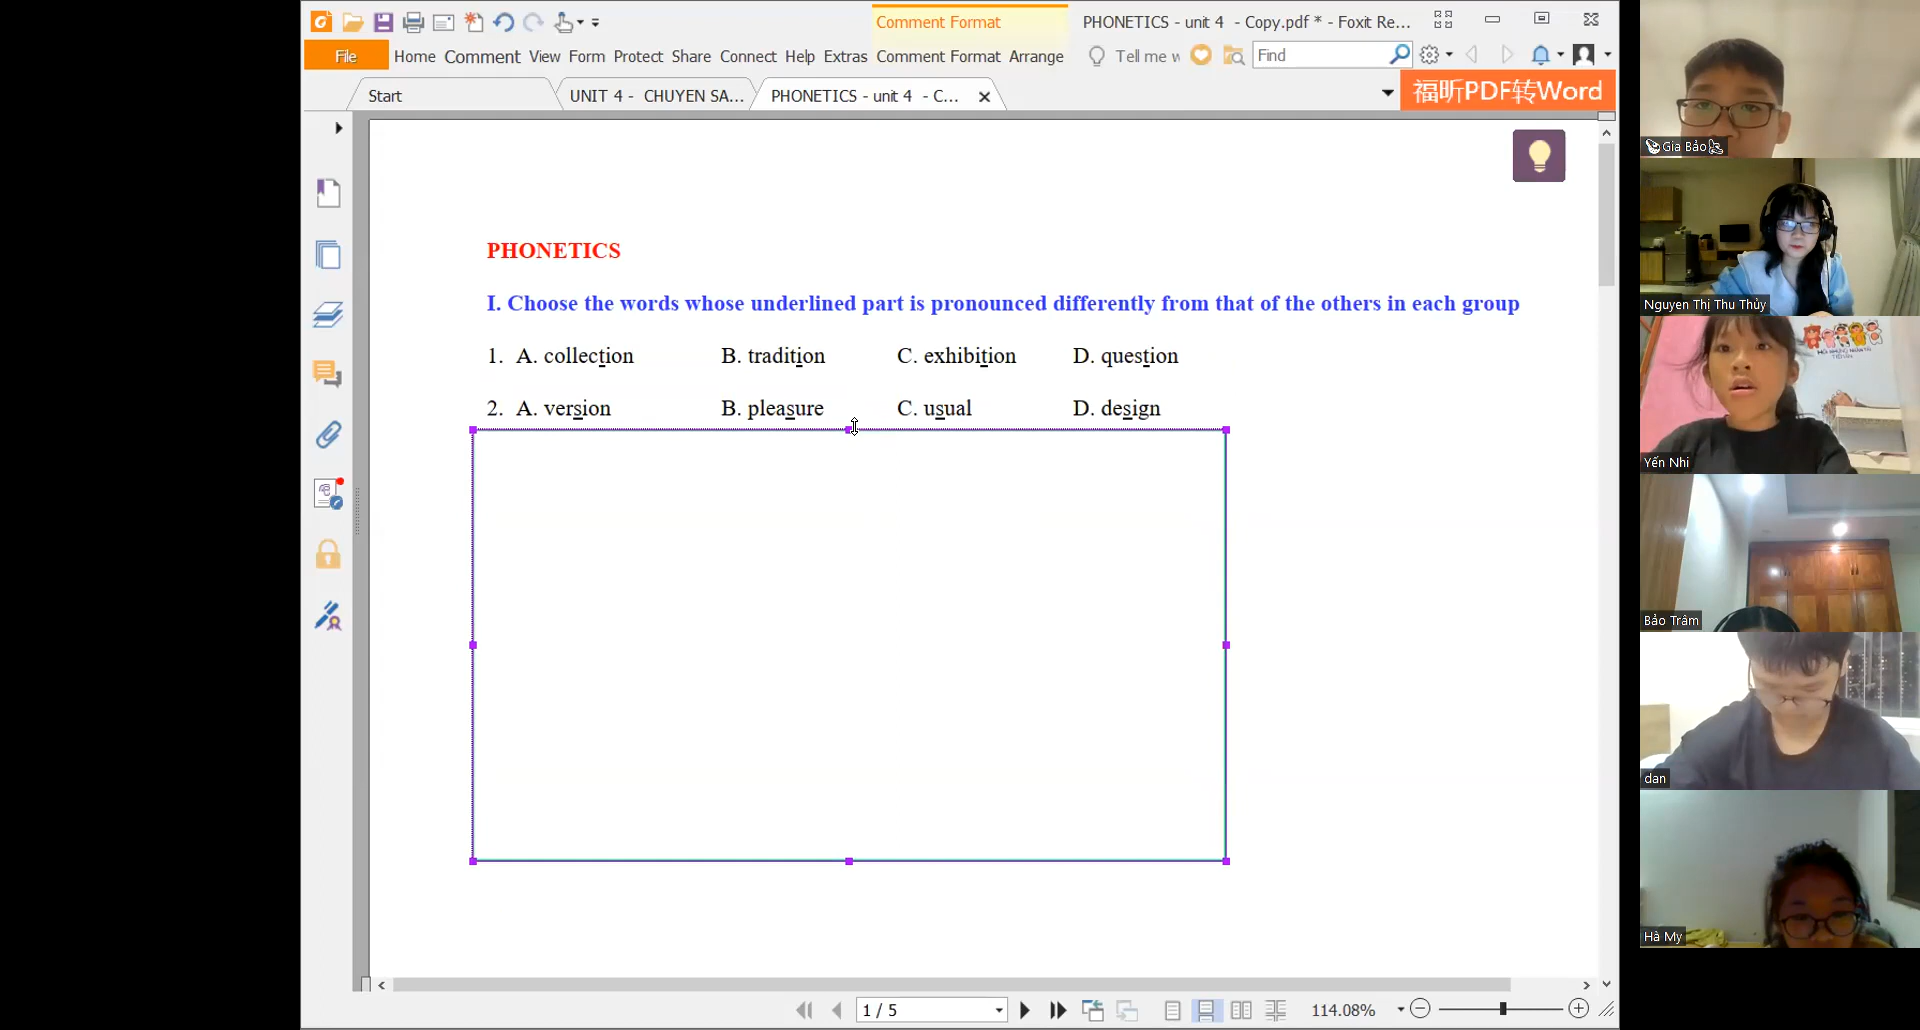 Comment Format
PHONETICS - unit 4 - Copy.pdf * - Foxit Re...
File Home Comment View Form Protect Share Connect Help Extras Comment Format Arrange Tell me w Find
Start UNIT 4 - CHUYEN SA... PHONETICS - unit 4 - C... 福昕PDF转Word
PHONETICS
I. Choose the words whose underlined part is pronounced differently from that of the others in each group
1. A. collection B. tradition C. exhibition D. question
2. A. version B. pleasure C. usual D. design
1 / 5
114.08%
Gia Bảo
Nguyen Thị Thu Thủy
Yến Nhi
Bảo Trâm
dan
Hà My